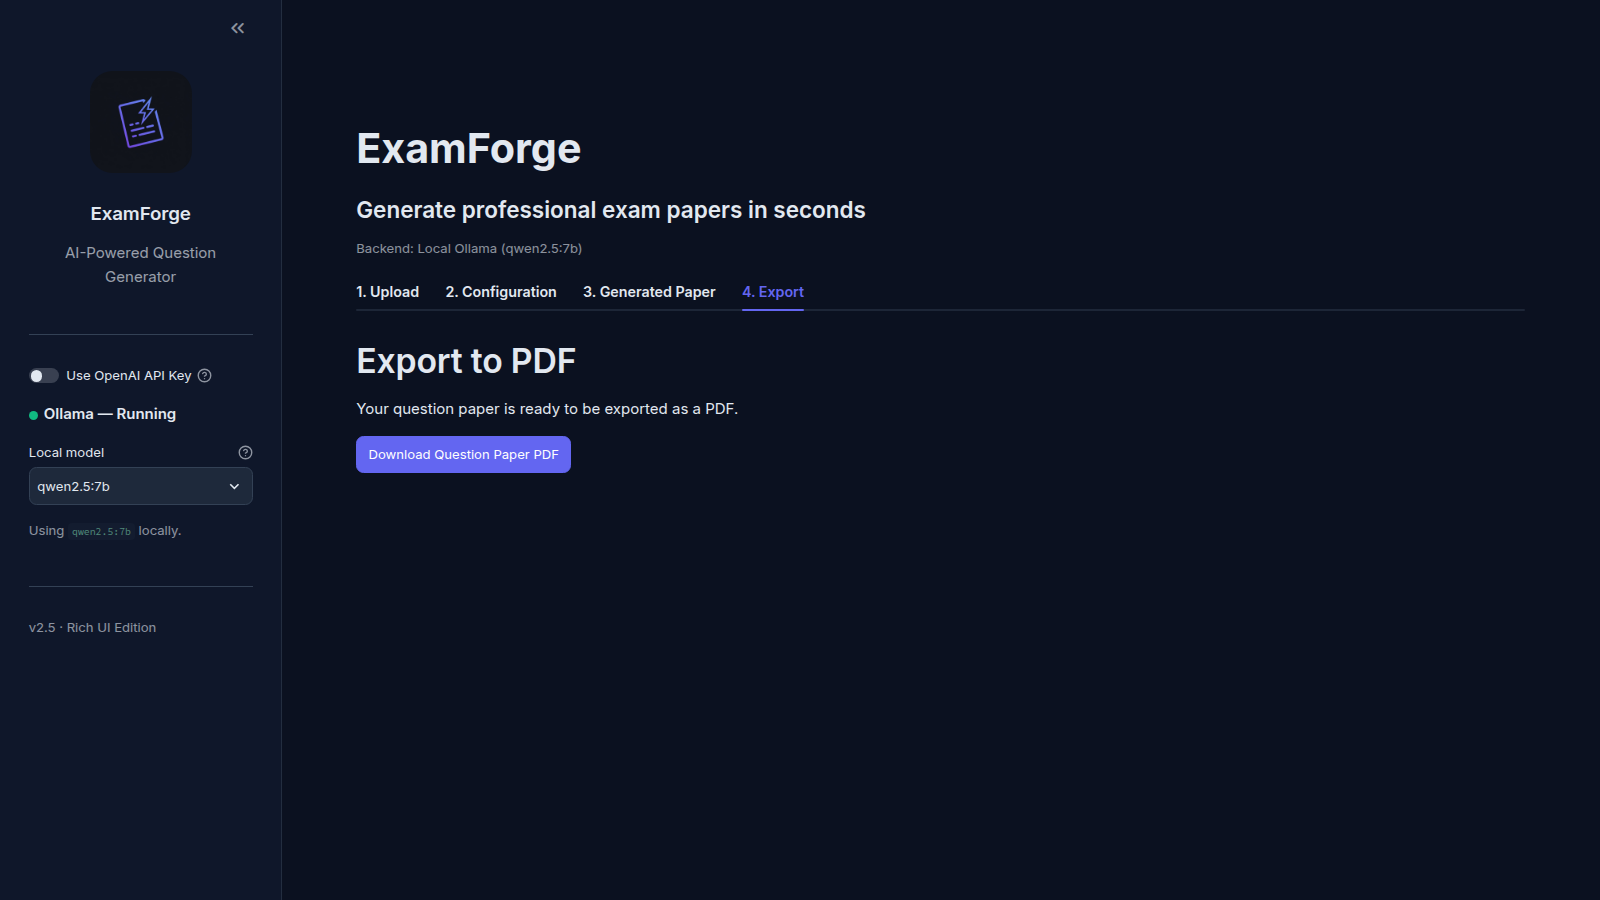 ExamForge
AI-Powered Question
Generator
Use OpenAI API Key
Ollama — Running
Local model
qwen2.5:7b
Using qwen2.5:7b locally.
v2.5 · Rich UI Edition
ExamForge
Generate professional exam papers in seconds
Backend: Local Ollama (qwen2.5:7b)
1. Upload 2. Configuration 3. Generated Paper 4. Export
Export to PDF
Your question paper is ready to be exported as a PDF.
Download Question Paper PDF